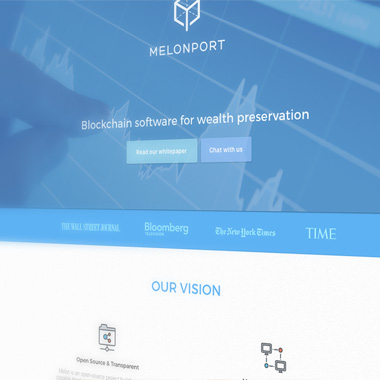 MELONPORT
Blockchain software for wealth preservation
Read our whitepaper
Chat with us
THE WALL STREET JOURNAL
Bloomberg
The New York Times
TIME
OUR VISION
Open Source & Transparent